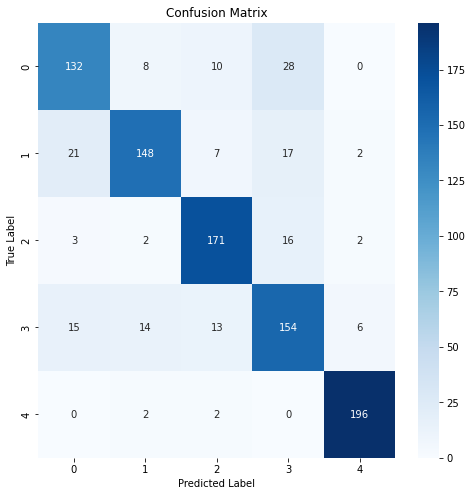 Confusion Matrix
True Label
0 132 8 10 28 0
1 21 148 7 17 2
2 3 2 171 16 2
3 15 14 13 154 6
4 0 2 2 0 196
0 1 2 3 4
Predicted Label
175
150
125
100
75
50
25
0